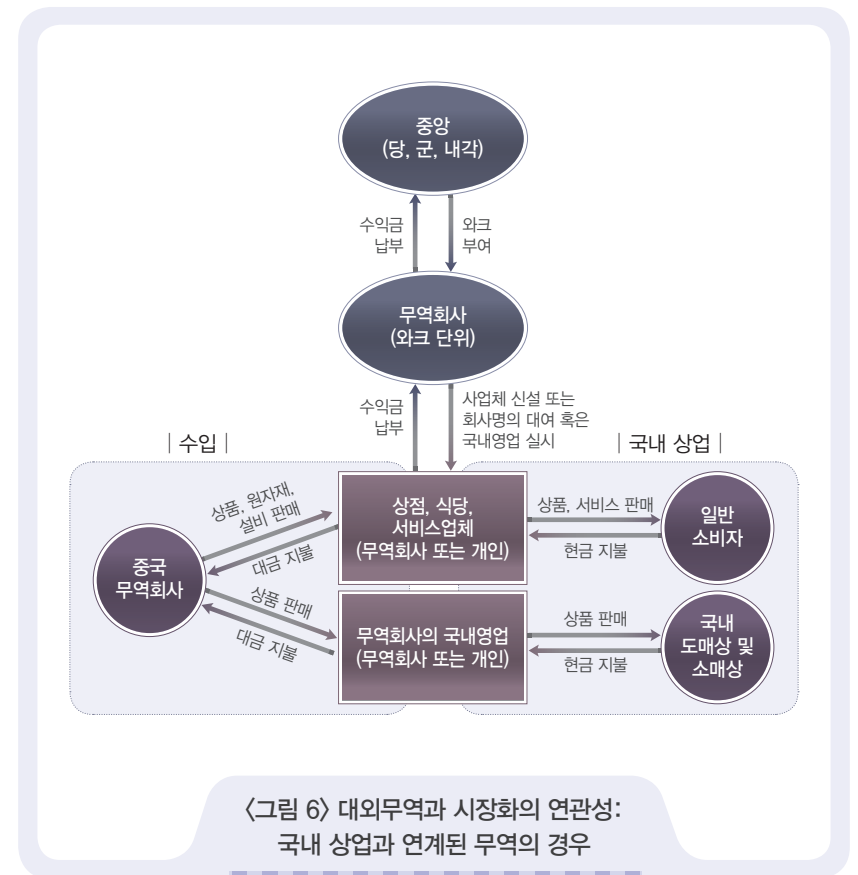 중앙
(당, 군, 내각)
수익금
납부
와크
부여
무역회사
(와크 단위)
수익금
납부
사업체 신설 또는
회사명의 대여 혹은
국내영업 실시
| 수입 |
| 국내 상업 |
상품, 원자재,
설비 판매
대금 지불
중국
무역회사
상품 판매
대금 지불
상점, 식당,
서비스업체
(무역회사 또는 개인)
무역회사의 국내영업
(무역회사 또는 개인)
상품, 서비스 판매
현금 지불
일반
소비자
상품 판매
현금 지불
국내
도매상 및
소매상
〈그림 6〉 대외무역과 시장화의 연관성:
국내 상업과 연계된 무역의 경우